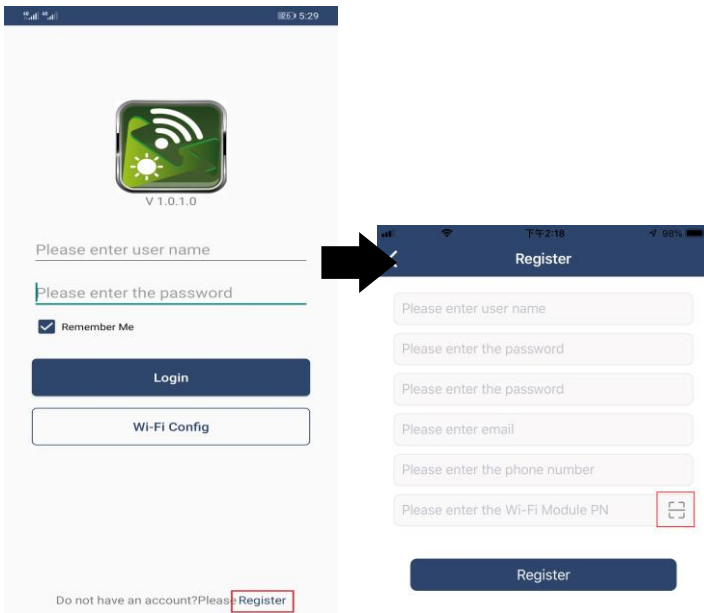 5:29
V 1.0.1.0
Please enter user name
Please enter the password
Remember Me
Login
Wi-Fi Config
Do not have an account?Please Register
下午2:18
98%
Register
Please enter user name
Please enter the password
Please enter the password
Please enter email
Please enter the phone number
Please enter the Wi-Fi Module PN
Register